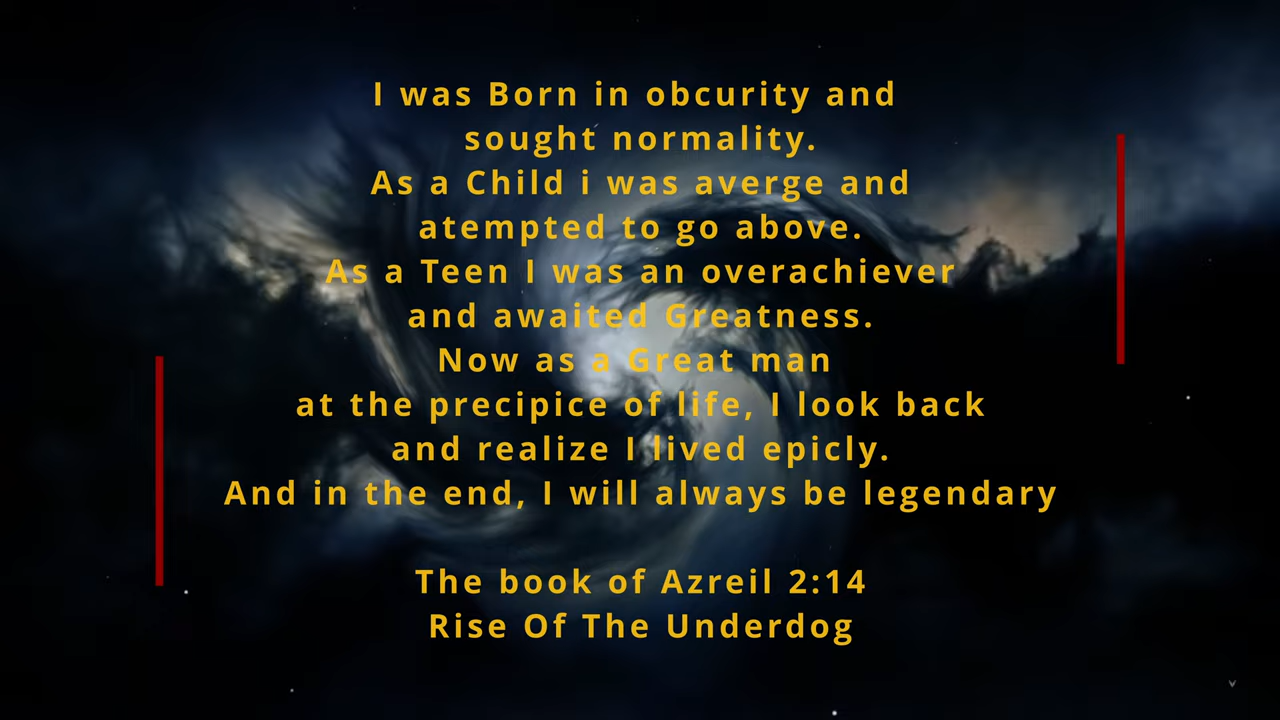 I was Born in obcurity and
sought normality.
As a Child i was averge and
atempted to go above.
As a Teen I was an overachiever
and awaited Greatness.
Now as a Great man
at the precipice of life, I look back
and realize I lived epicly.
And in the end, I will always be legendary
The book of Azreil 2:14
Rise Of The Underdog